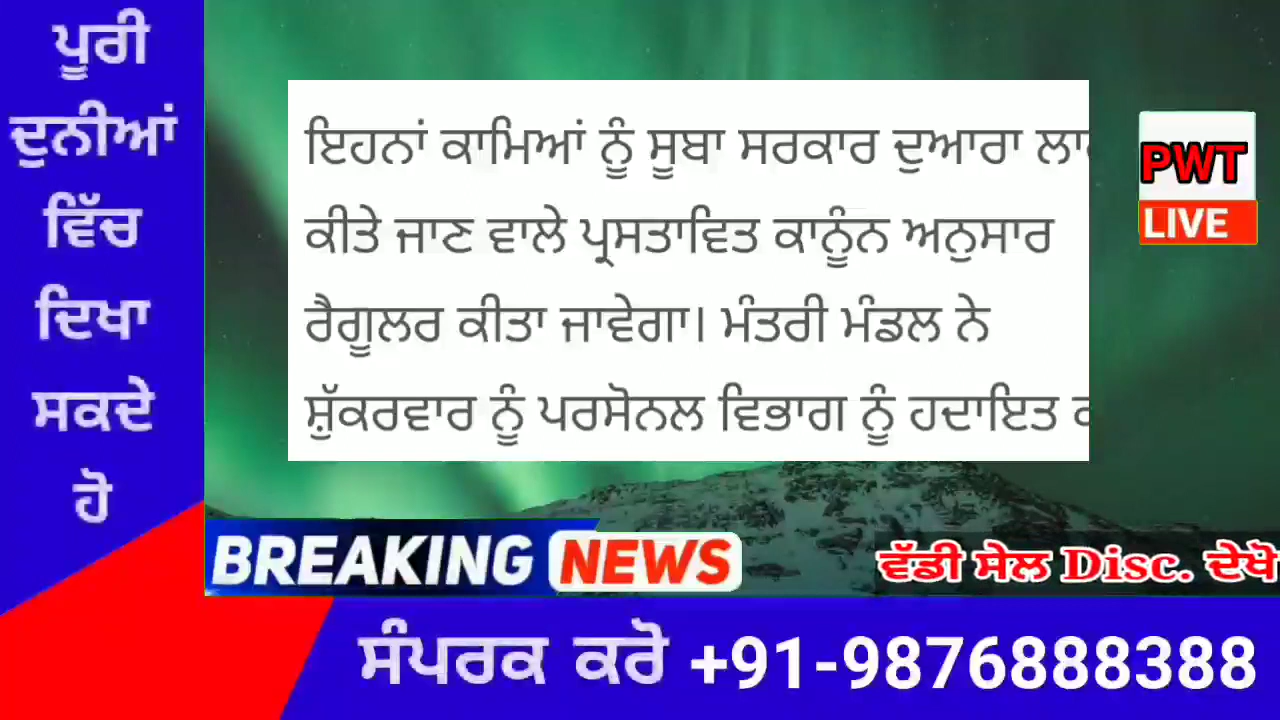 ਪੂਰੀ
ਦੁਨੀਆਂ
ਵਿੱਚ
ਦਿਖਾ
ਸਕਦੇ
ਹੋ
ਇਹਨਾਂ ਕਾਮਿਆਂ ਨੂੰ ਸੂਬਾ ਸਰਕਾਰ ਦੁਆਰਾ
ਕੀਤੇ ਜਾਣ ਵਾਲੇ ਪ੍ਰਸਤਾਵਿਤ ਕਾਨੂੰਨ ਅਨੁਸਾਰ
ਰੈਗੂਲਰ ਕੀਤਾ ਜਾਵੇਗਾ। ਮੰਤਰੀ ਮੰਡਲ ਨੇ
ਸ਼ੁੱਕਰਵਾਰ ਨੂੰ ਪਰਸੋਨਲ ਵਿਭਾਗ ਨੂੰ ਹਦਾਇਤ
PWT
LIVE
BREAKING NEWS
ਵੱਡੀ ਸੇਲ Disc. ਦੇਖੋ
ਸੰਪਰਕ ਕਰੋ +91-9876888388